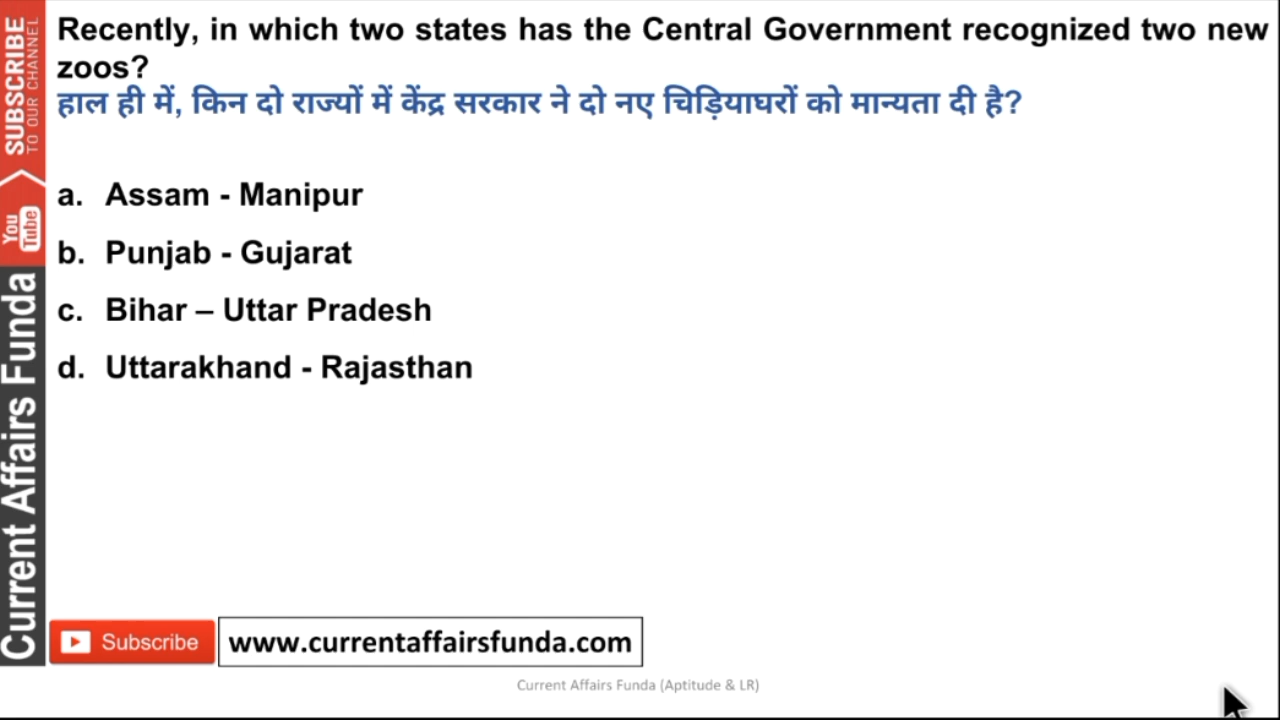 Recently, in which two states has the Central Government recognized two new
zoos?
हाल ही में, किन दो राज्यों में केंद्र सरकार ने दो नए चिड़ियाघरों को मान्यता दी है?
a. Assam - Manipur
b. Punjab - Gujarat
c. Bihar – Uttar Pradesh
d. Uttarakhand - Rajasthan
SUBSCRIBE
TO OUR CHANNEL
You
Tube
Current Affairs Funda
Subscribe
www.currentaffairsfunda.com
Current Affairs Funda (Aptitude & LR)